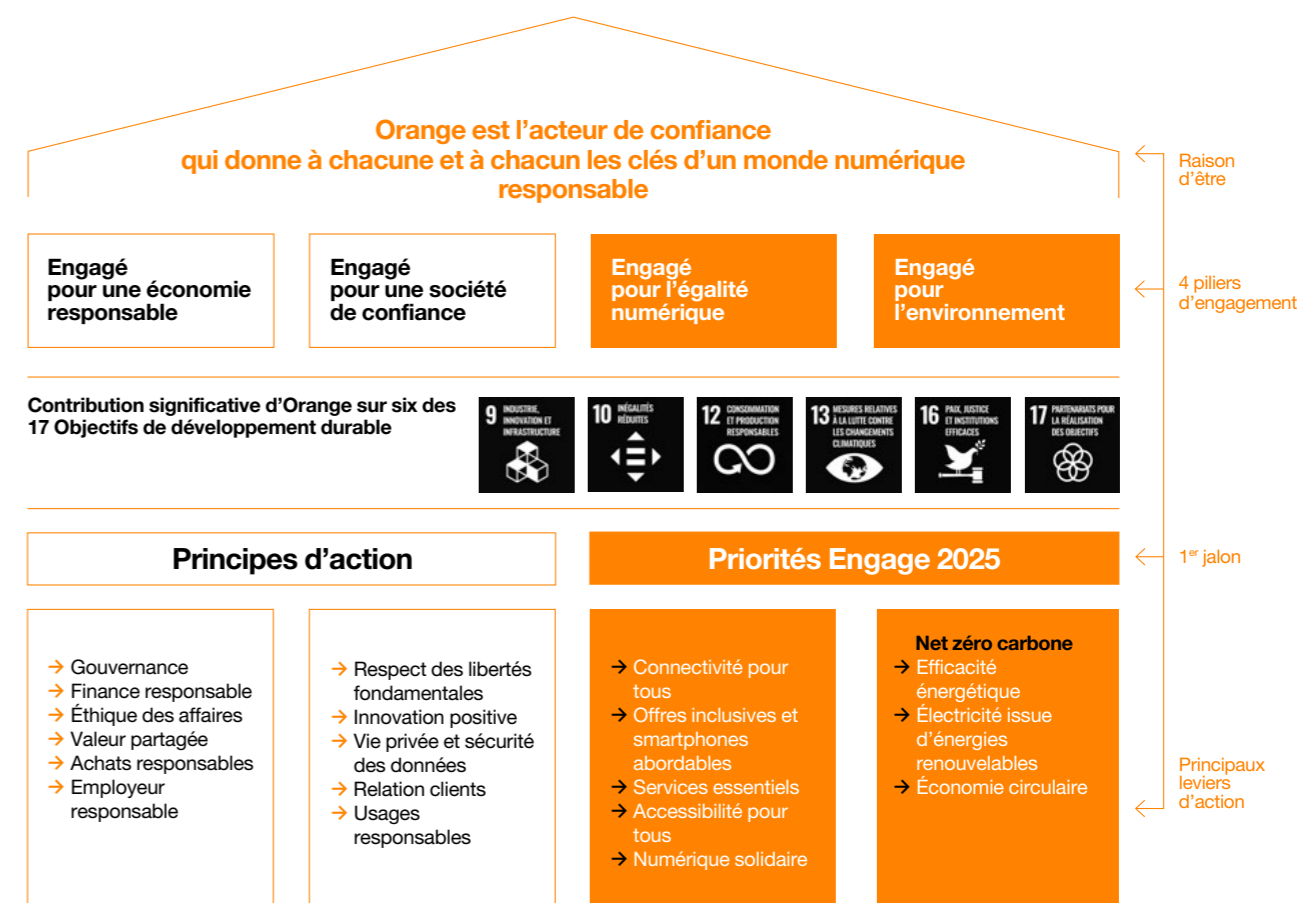 Orange est l’acteur de confiance
qui donne à chacune et à chacun les clés d’un monde numérique
responsable
Raison
d’être
Engagé
pour une économie
responsable
Engagé
pour une société
de confiance
Engagé
pour l’égalité
numérique
Engagé
pour
l’environnement
4 piliers
d’engagement
Contribution significative d’Orange sur six des
17 Objectifs de développement durable
9 INDUSTRIE,
INNOVATION ET
INFRASTRUCTURE
10 INÉGALITÉS
RÉDUITES
12 CONSOMMATION
ET PRODUCTION
RESPONSABLES
13 MESURES RELATIVES
À LA LUTTE CONTRE
LES CHANGEMENTS
CLIMATIQUES
16 PAIX, JUSTICE
ET INSTITUTIONS
EFFICACES
17 PARTENARIATS POUR
LA RÉALISATION
DES OBJECTIFS
Principes d’action
Priorités Engage 2025
1er jalon
→ Gouvernance
→ Finance responsable
→ Éthique des affaires
→ Valeur partagée
→ Achats responsables
→ Employeur
responsable
→ Respect des libertés
fondamentales
→ Innovation positive
→ Vie privée et sécurité
des données
→ Relation clients
→ Usages
responsables
→ Connectivité pour
tous
→ Offres inclusives et
smartphones
abordables
→ Services essentiels
→ Accessibilité pour
tous
→ Numérique solidaire
Net zéro carbone
→ Efficacité
énergétique
→ Électricité issue
d’énergies
renouvelables
→ Économie circulaire
Principaux
leviers
d’action